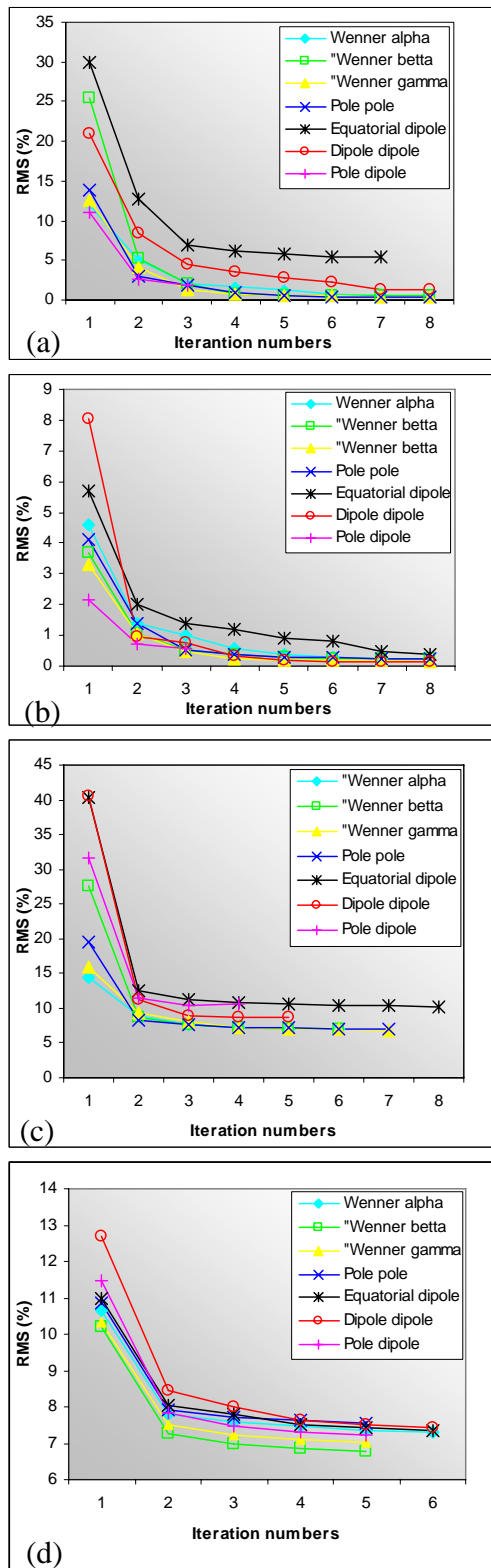 35
30
25
20
15
10
5
0
RMS (%)
Wenner alpha
"Wenner betta
"Wenner gamma
Pole pole
Equatorial dipole
Dipole dipole
Pole dipole
1 2 3 4 5 6 7 8
Iterantion numbers
(a)
9
8
7
6
5
4
3
2
1
0
RMS (%)
Wenner alpha
"Wenner betta
"Wenner betta
Pole pole
Equatorial dipole
Dipole dipole
Pole dipole
1 2 3 4 5 6 7 8
Iteration numbers
(b)
45
40
35
30
25
20
15
10
5
0
RMS (%)
"Wenner alpha
"Wenner betta
"Wenner gamma
Pole pole
Equatorial dipole
Dipole dipole
Pole dipole
1 2 3 4 5 6 7 8
Iteration numbers
(c)
14
13
12
11
10
9
8
7
6
RMS (%)
Wenner alpha
"Wenner betta
"Wenner gamma
Pole pole
Equatorial dipole
Dipole dipole
Pole dipole
1 2 3 4 5 6
Iteration numbers
(d)